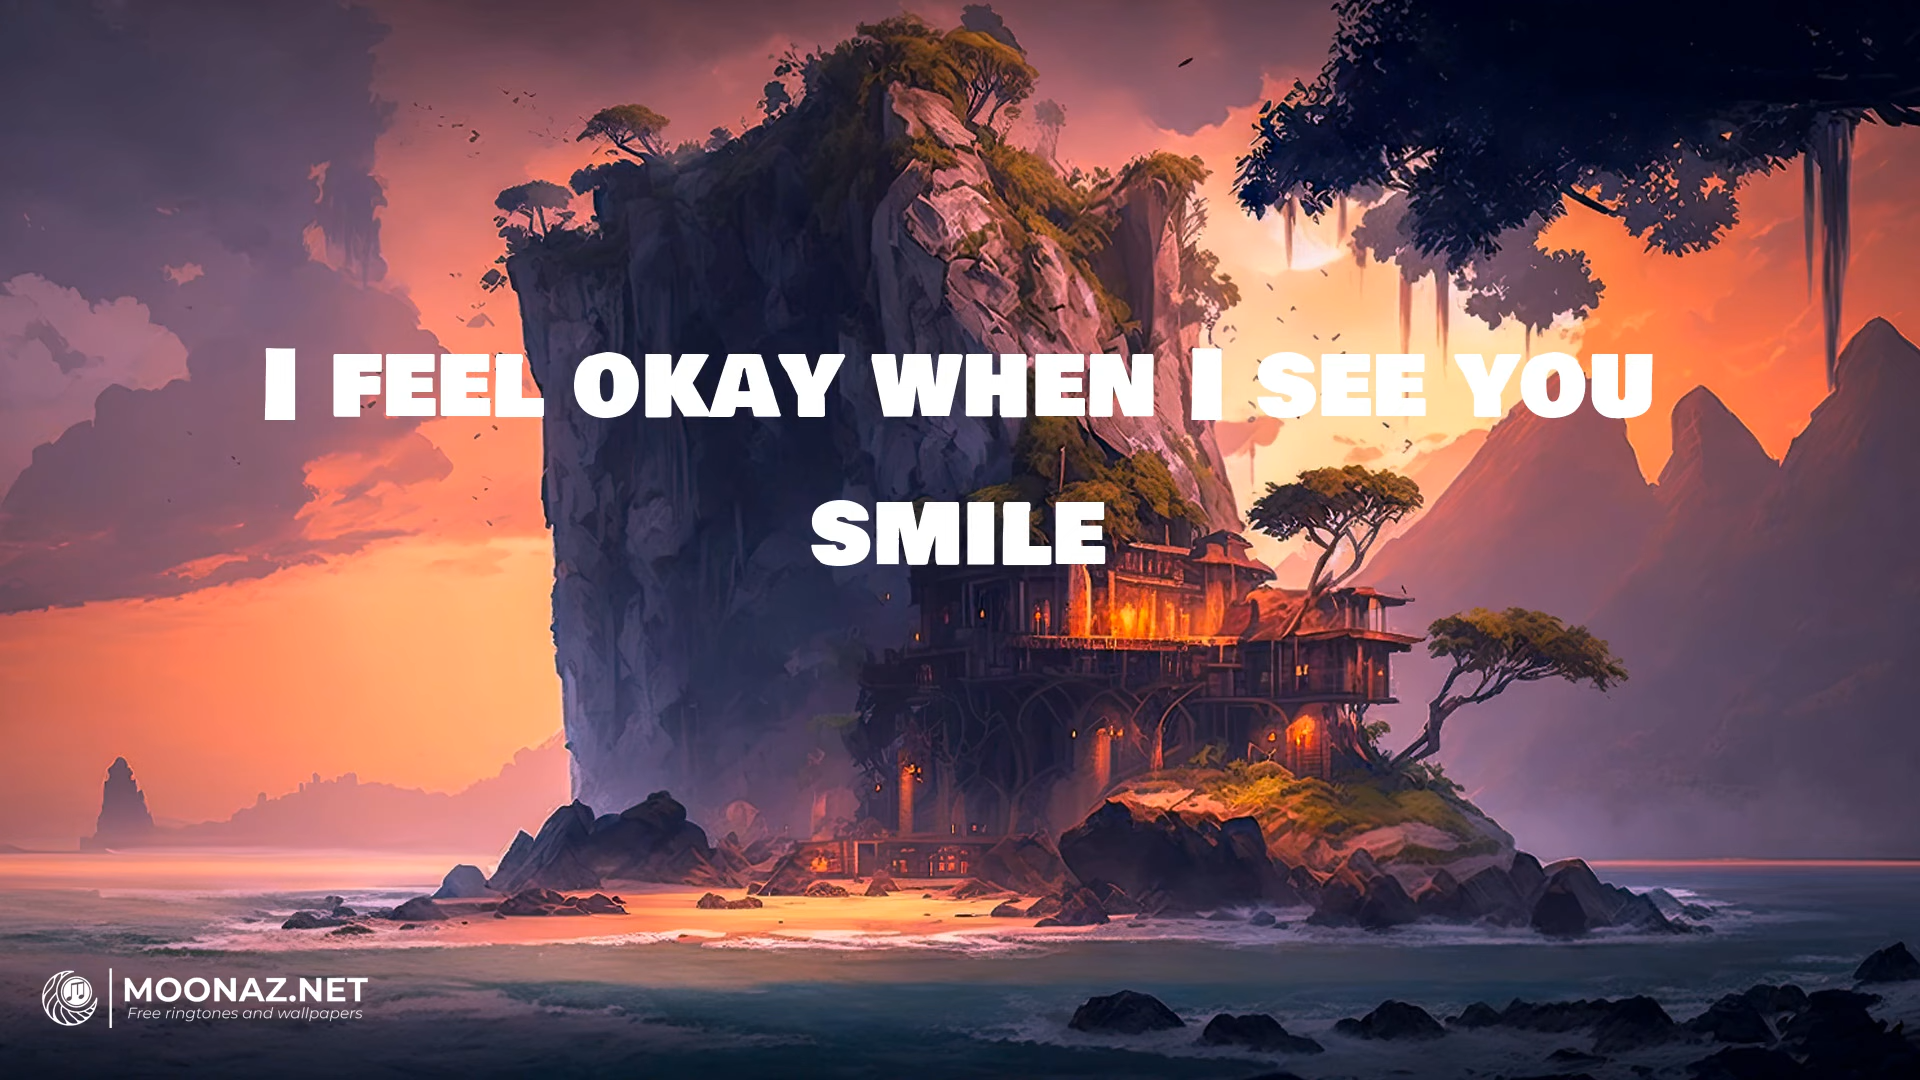 I FEEL OKAY WHEN I SEE YOU
SMILE
MOONAZ.NET
Free ringtones and wallpapers